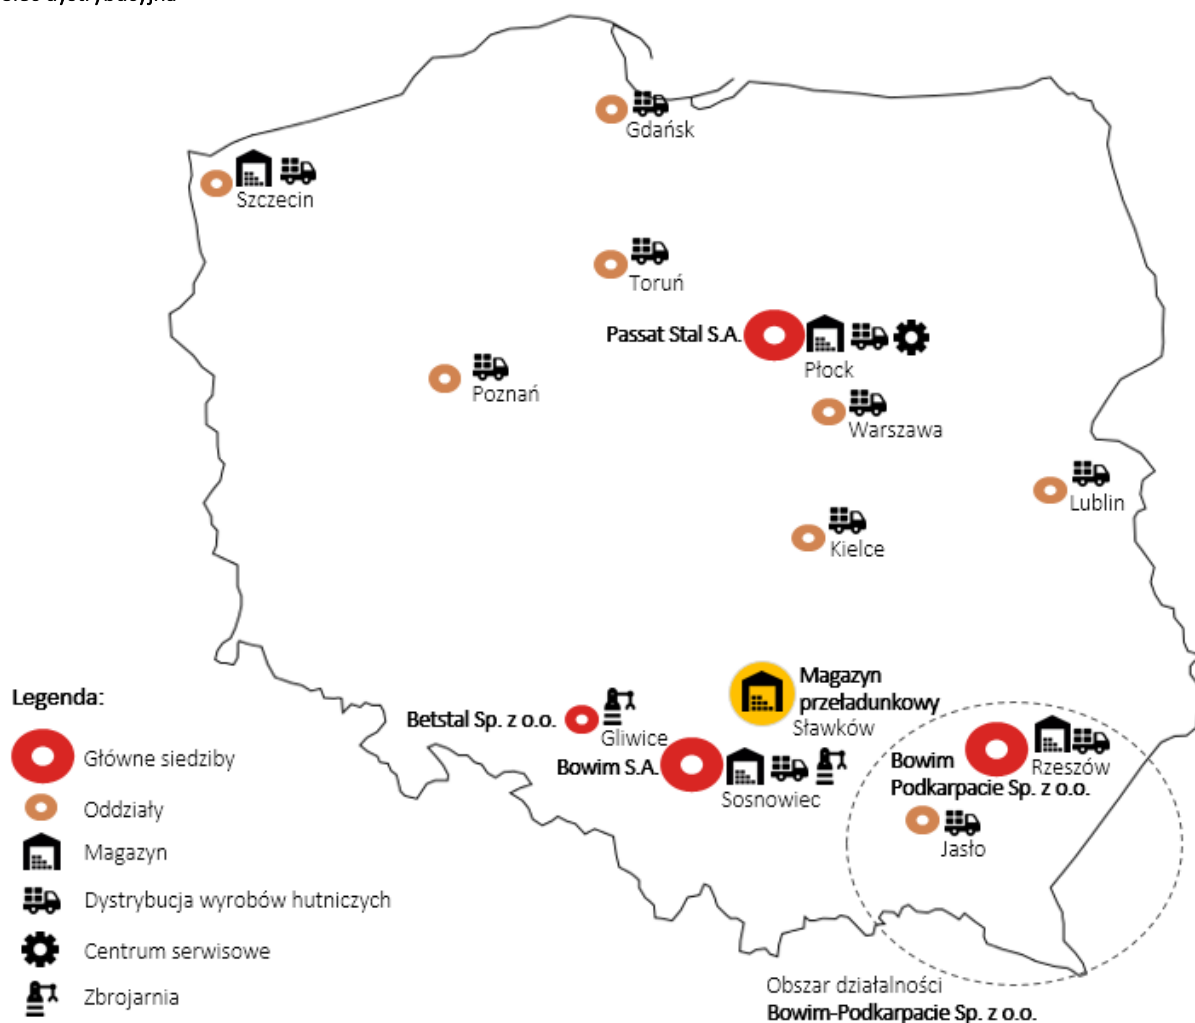 Sieć dystrybucyjna
Gdańsk
Szczecin
Toruń
Passat Stal S.A.
Płock
Poznań
Warszawa
Lublin
Kielce
Magazyn
przeładunkowy
Sławków
Betstal Sp. z o.o.
Gliwice
Bowim S.A.
Sosnowiec
Bowim
Podkarpacie Sp. z o.o.
Rzeszów
Jasło
Obszar działalności
Bowim-Podkarpacie Sp. z o.o.
Legenda:
Główne siedziby
Oddziały
Magazyn
Dystrybucja wyrobów hutniczych
Centrum serwisowe
Zbrojarnia